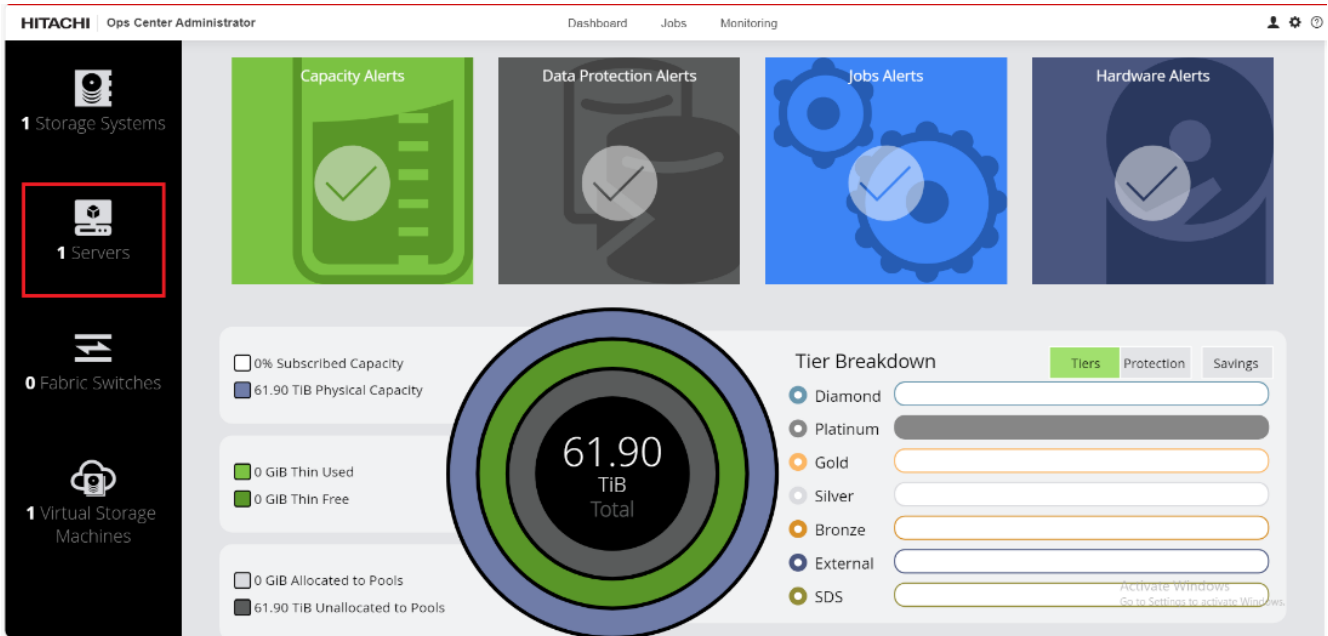 HITACHI Ops Center Administrator
Dashboard Jobs Monitoring
1 Storage Systems
1 Servers
0 Fabric Switches
1 Virtual Storage
Machines
Capacity Alerts
Data Protection Alerts
Jobs Alerts
Hardware Alerts
0% Subscribed Capacity
61.90 TiB Physical Capacity
0 GiB Thin Used
0 GiB Thin Free
0 GiB Allocated to Pools
61.90 TiB Unallocated to Pools
61.90
TiB
Total
Tier Breakdown
Tiers Protection Savings
Diamond
Platinum
Gold
Silver
Bronze
External
SDS
Activate Windows
Go to Settings to activate Windows.